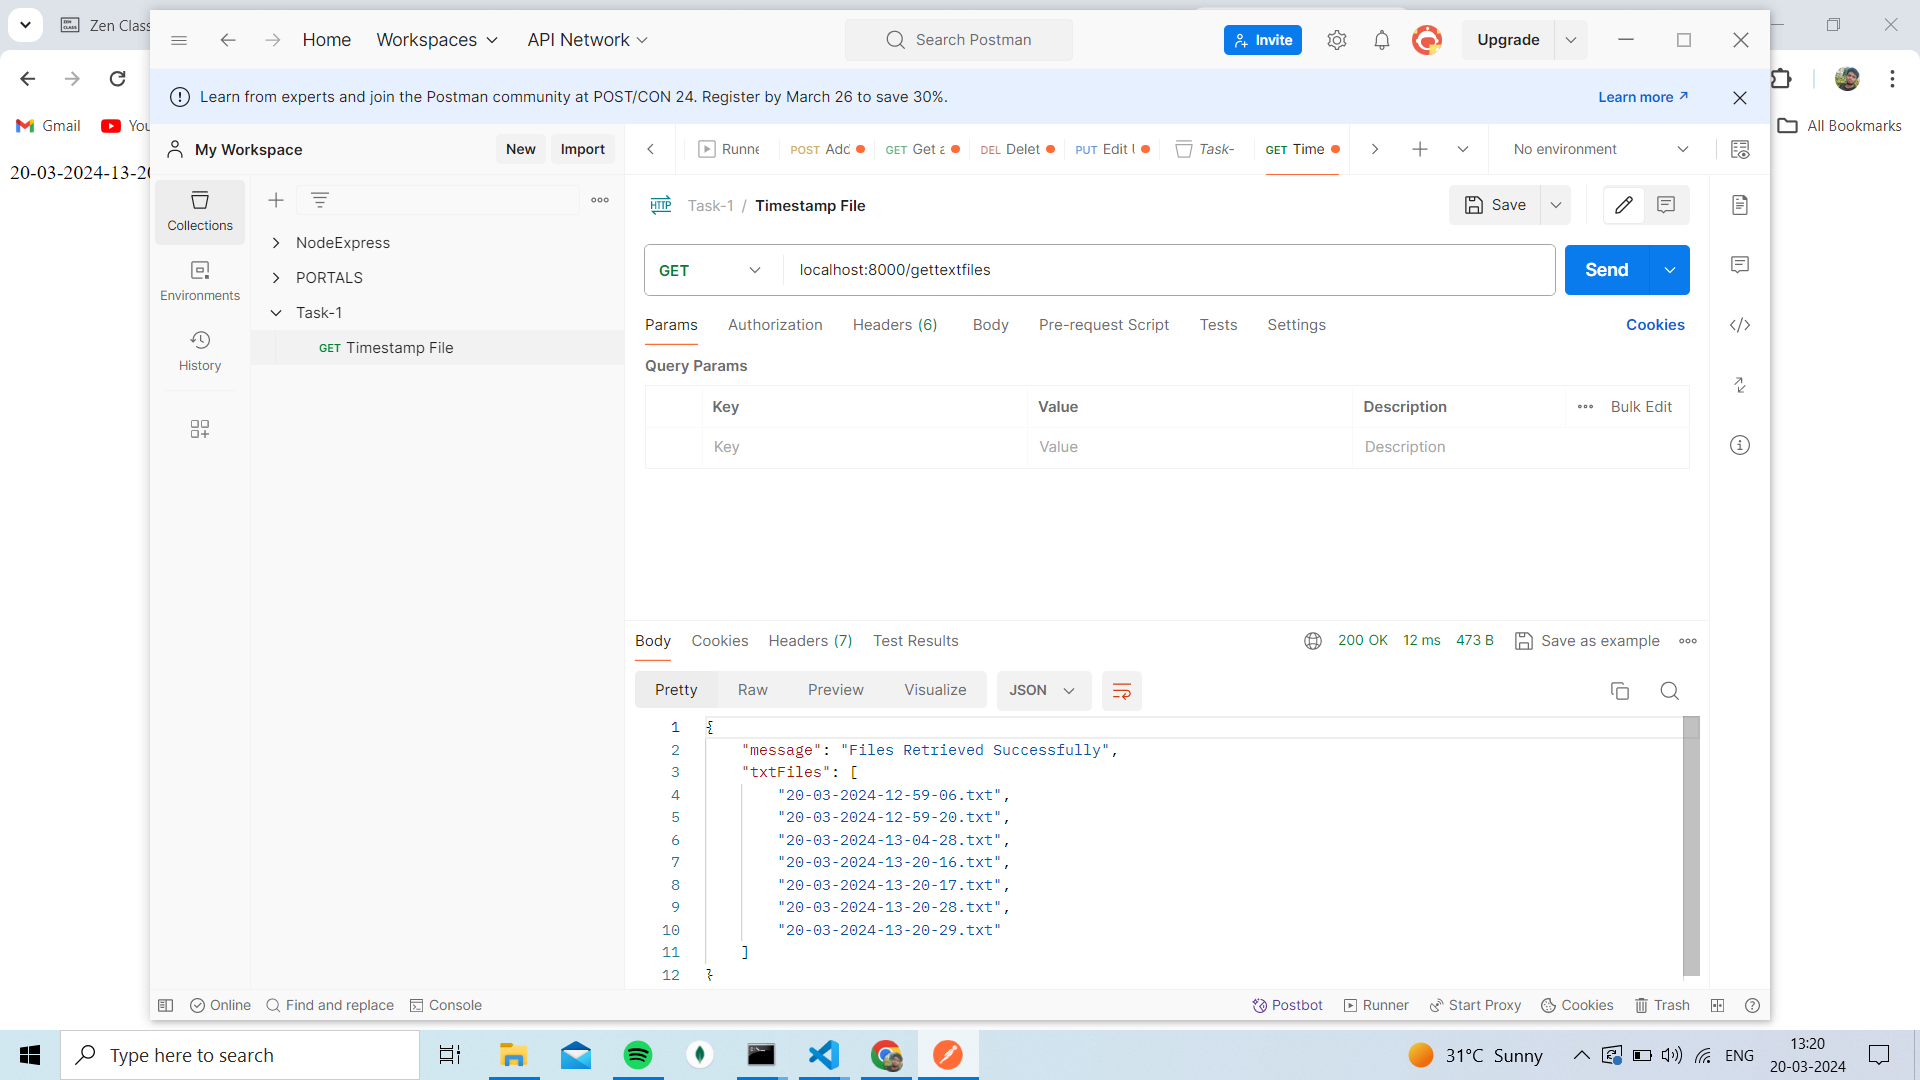 Zen Class
Home
Workspaces
API Network
Search Postman
Invite
Upgrade
Learn from experts and join the Postman community at POST/CON 24. Register by March 26 to save 30%.
Learn more
Gmail
You
All Bookmarks
20-03-2024-13-20
My Workspace
New
Import
Runne
POST Add
GET Get a
DEL Delet
PUT Edit
Task-
GET Time
No environment
Collections
Environments
History
NodeExpress
PORTALS
Task-1
GET Timestamp File
HTTP
Task-1 / Timestamp File
Save
GET
localhost:8000/gettextfiles
Send
Params
Authorization
Headers (6)
Body
Pre-request Script
Tests
Settings
Cookies
Query Params
Key
Value
Description
Bulk Edit
Key
Value
Description
Body
Cookies
Headers (7)
Test Results
200 OK
12 ms
473 B
Save as example
Pretty
Raw
Preview
Visualize
JSON
1 {
2 "message": "Files Retrieved Successfully",
3 "txtFiles": [
4 "20-03-2024-12-59-06.txt",
5 "20-03-2024-12-59-20.txt",
6 "20-03-2024-13-04-28.txt",
7 "20-03-2024-13-20-16.txt",
8 "20-03-2024-13-20-17.txt",
9 "20-03-2024-13-20-28.txt",
10 "20-03-2024-13-20-29.txt"
11 ]
12 }
Online
Find and replace
Console
Postbot
Runner
Start Proxy
Cookies
Trash
Type here to search
31°C Sunny
ENG
13:20
20-03-2024